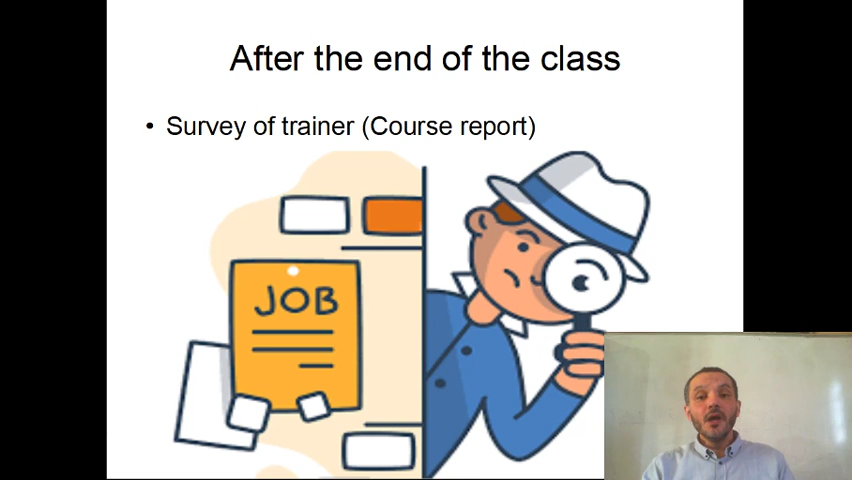 After the end of the class
• Survey of trainer (Course report)
JOB